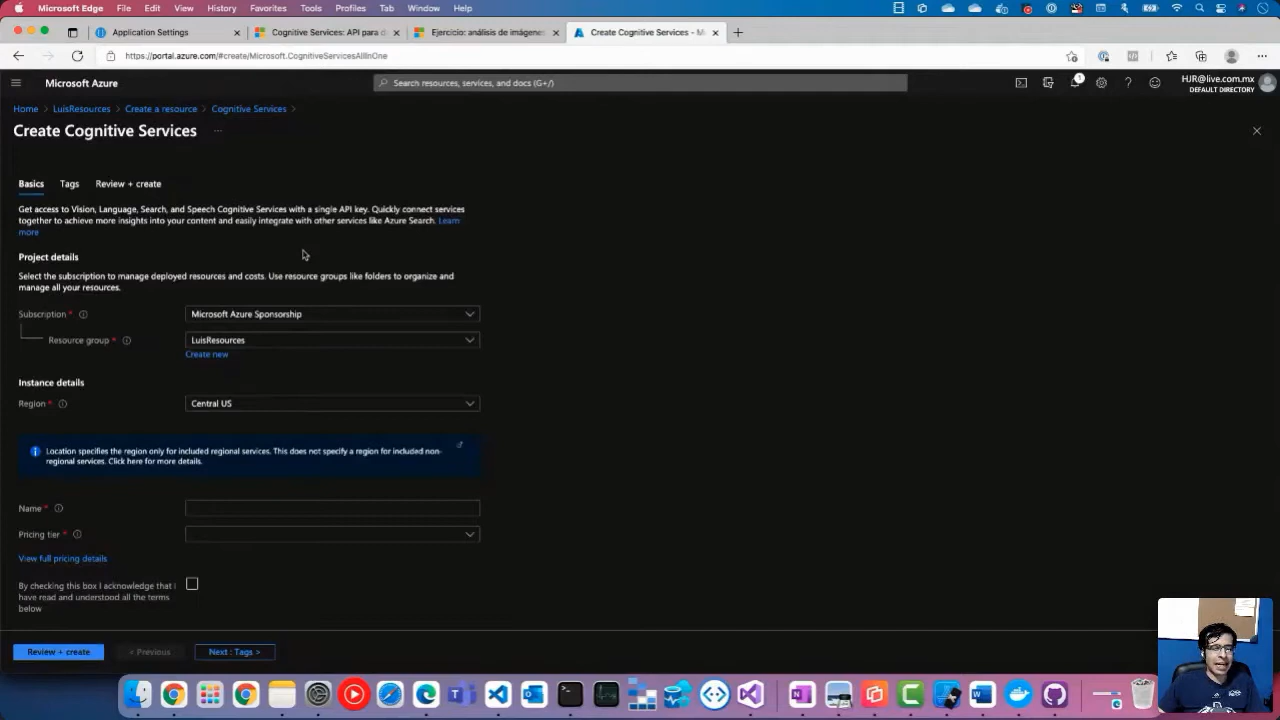 Microsoft Edge File Edit View History Favorites Tools Profiles Tab Window Help
Application Settings
Cognitive Services: API para d
Ejercicio: análisis de imágenes
Create Cognitive Services - M
https://portal.azure.com/#create/Microsoft.CognitiveServicesAllInOne
Microsoft Azure
Search resources, services, and docs (G+/)
1
HJR@live.com.mx
DEFAULT DIRECTORY
Home > LuisResources > Create a resource > Cognitive Services >
Create Cognitive Services ...
Basics Tags Review + create
Get access to Vision, Language, Search, and Speech Cognitive Services with a single API key. Quickly connect services
together to achieve more insights into your content and easily integrate with other services like Azure Search. Learn
more
Project details
Select the subscription to manage deployed resources and costs. Use resource groups like folders to organize and
manage all your resources.
Subscription * Microsoft Azure Sponsorship
Resource group * LuisResources
Create new
Instance details
Region * Central US
Location specifies the region only for included regional services. This does not specify a region for included non-
regional services. Click here for more details.
Name *
Pricing tier *
View full pricing details
By checking this box I acknowledge that I
have read and understood all the terms
below
Review + create < Previous Next : Tags >